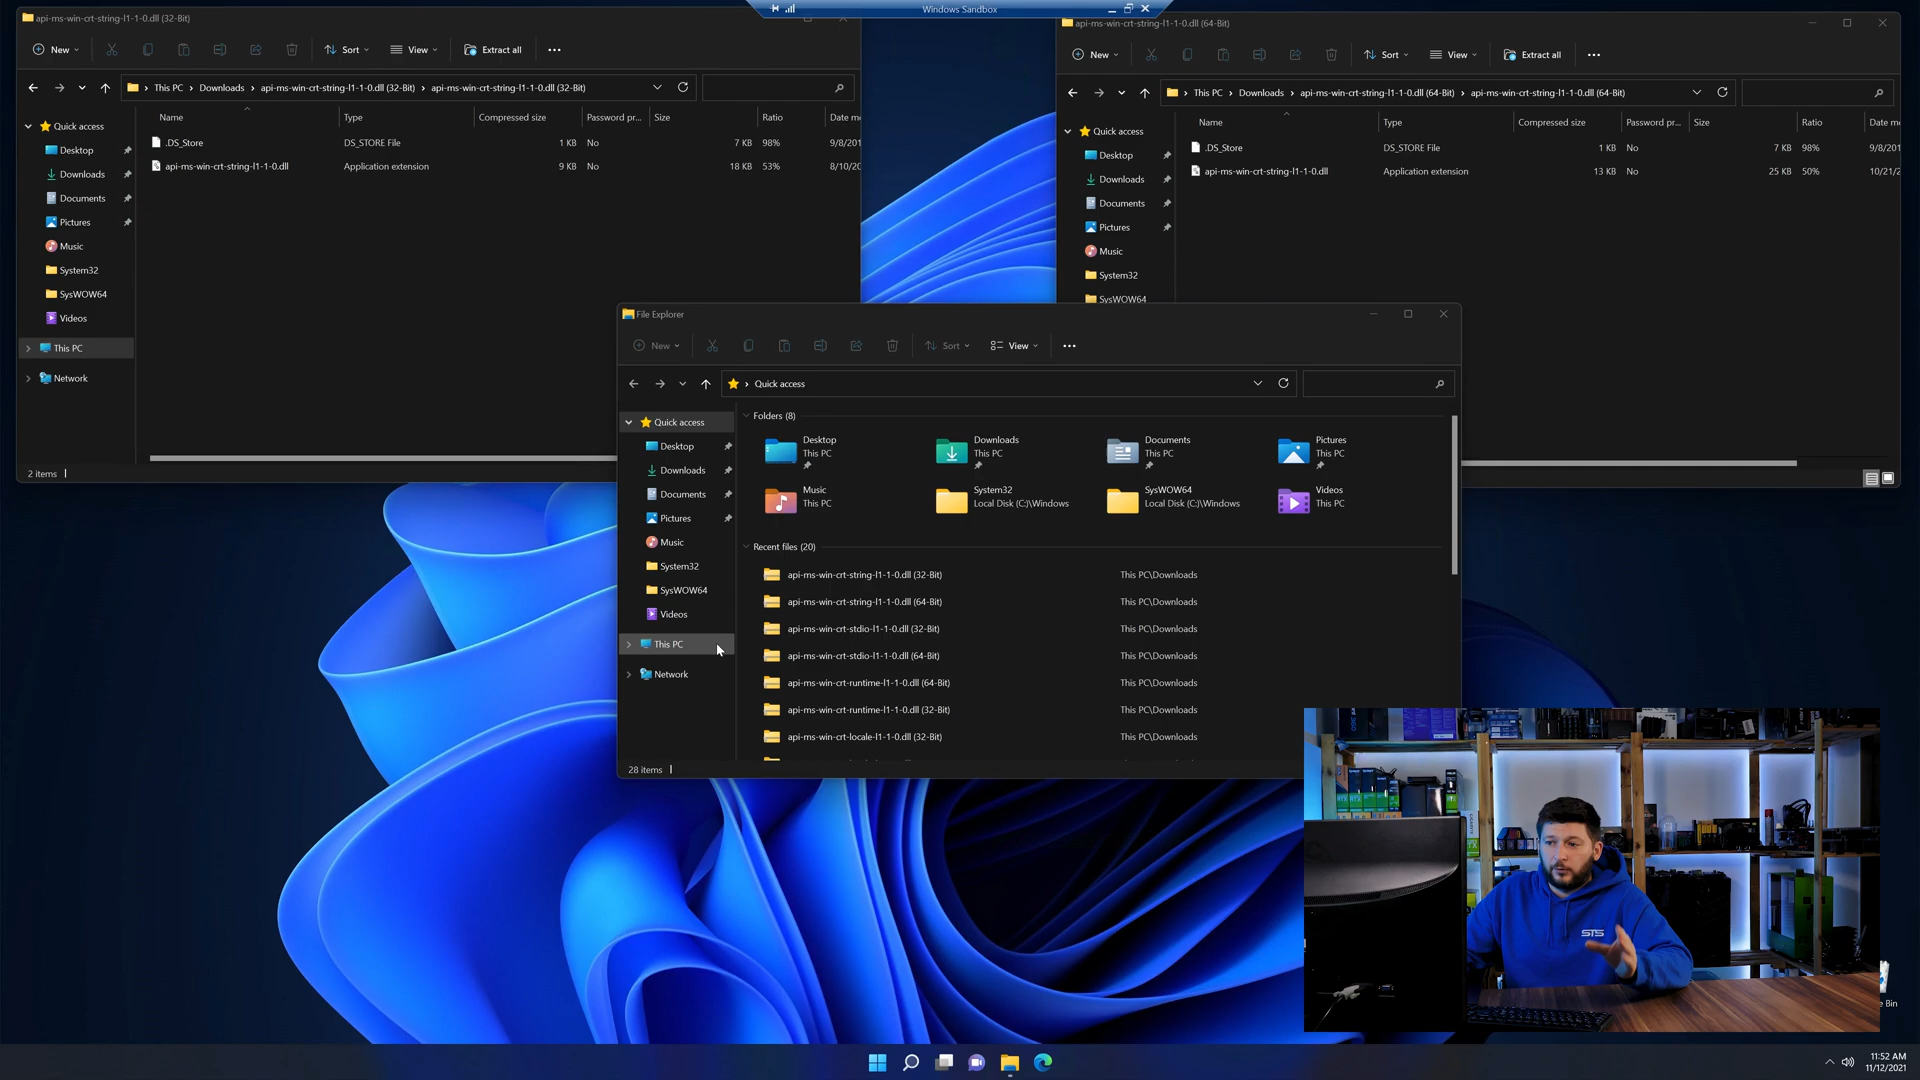 Windows Sandbox
api-ms-win-crt-string-l1-1-0.dll (32-Bit)
New
Sort
View
Extract all
This PC
Downloads
api-ms-win-crt-string-l1-1-0.dll (32-Bit)
api-ms-win-crt-string-l1-1-0.dll (32-Bit)
Name
Type
Compressed size
Password pr...
Size
Ratio
Date m
.DS_Store
DS_STORE File
1 KB
No
7 KB
98%
9/8/201
api-ms-win-crt-string-l1-1-0.dll
Application extension
9 KB
No
18 KB
53%
8/10/20
Quick access
Desktop
Downloads
Documents
Pictures
Music
System32
SysWOW64
Videos
This PC
Network
2 items
api-ms-win-crt-string-l1-1-0.dll (64-Bit)
New
Sort
View
Extract all
This PC
Downloads
api-ms-win-crt-string-l1-1-0.dll (64-Bit)
api-ms-win-crt-string-l1-1-0.dll (64-Bit)
Name
Type
Compressed size
Password pr...
Size
Ratio
Date m
.DS_Store
DS_STORE File
1 KB
No
7 KB
98%
9/8/201
api-ms-win-crt-string-l1-1-0.dll
Application extension
13 KB
No
25 KB
50%
10/21/2
Quick access
Desktop
Downloads
Documents
Pictures
Music
System32
SysWOW64
File Explorer
New
Sort
View
Quick access
Quick access
Desktop
Downloads
Documents
Pictures
Music
System32
SysWOW64
Videos
This PC
Network
Folders (8)
Desktop
This PC
Downloads
This PC
Documents
This PC
Pictures
This PC
Music
This PC
System32
Local Disk (C:)\Windows
SysWOW64
Local Disk (C:)\Windows
Videos
This PC
Recent files (20)
api-ms-win-crt-string-l1-1-0.dll (32-Bit)
This PC\Downloads
api-ms-win-crt-string-l1-1-0.dll (64-Bit)
This PC\Downloads
api-ms-win-crt-stdio-l1-1-0.dll (32-Bit)
This PC\Downloads
api-ms-win-crt-stdio-l1-1-0.dll (64-Bit)
This PC\Downloads
api-ms-win-crt-runtime-l1-1-0.dll (64-Bit)
This PC\Downloads
api-ms-win-crt-runtime-l1-1-0.dll (32-Bit)
This PC\Downloads
api-ms-win-crt-locale-l1-1-0.dll (32-Bit)
This PC\Downloads
28 items
STS
Bin
11:52 AM
11/12/2021